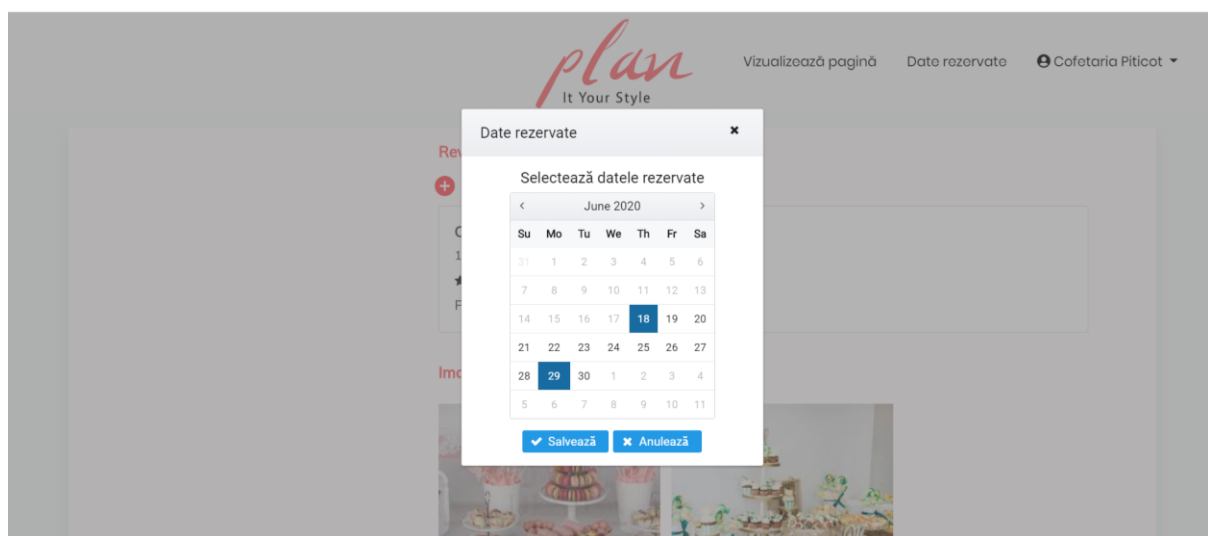 plan
It Your Style
Vizualizează pagină Date rezervate Cofetaria Piticot
Date rezervate
Selectează datele rezervate
June 2020
Su Mo Tu We Th Fr Sa
31 1 2 3 4 5 6
7 8 9 10 11 12 13
14 15 16 17 18 19 20
21 22 23 24 25 26 27
28 29 30 1 2 3 4
5 6 7 8 9 10 11
Salvează Anulează